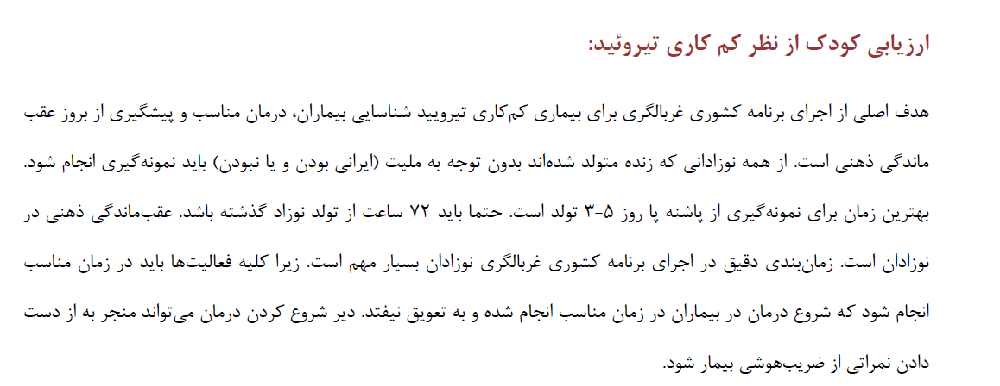 ارزیابی کودک از نظر کم کاری تیروئید:
هدف اصلی از اجرای برنامه کشوری غربالگری برای بیماری کم‌کاری تیرویید شناسایی بیماران، درمان مناسب و پیشگیری از بروز عقب
ماندگی ذهنی است. از همه نوزادانی که زنده متولد شده‌اند بدون توجه به ملیت (ایرانی بودن و یا نبودن) باید نمونه‌گیری انجام شود.
بهترین زمان برای نمونه‌گیری از پاشنه پا روز ۵-۳ تولد است. حتما باید ۷۲ ساعت از تولد نوزاد گذشته باشد. عقب‌ماندگی ذهنی در
نوزادان است. زمان‌بندی دقیق در اجرای برنامه کشوری غربالگری نوزادان بسیار مهم است. زیرا کلیه فعالیت‌ها باید در زمان مناسب
انجام شود که شروع درمان در بیماران در زمان مناسب انجام شده و به تعویق نیفتد. دیر شروع کردن درمان می‌تواند منجر به از دست
دادن نمراتی از ضریب‌هوشی بیمار شود.